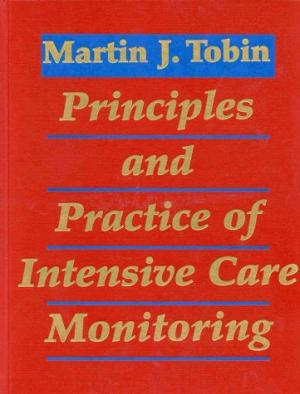 Martin J. Tobin
Principles
and
Practice of
Intensive Care
Monitoring